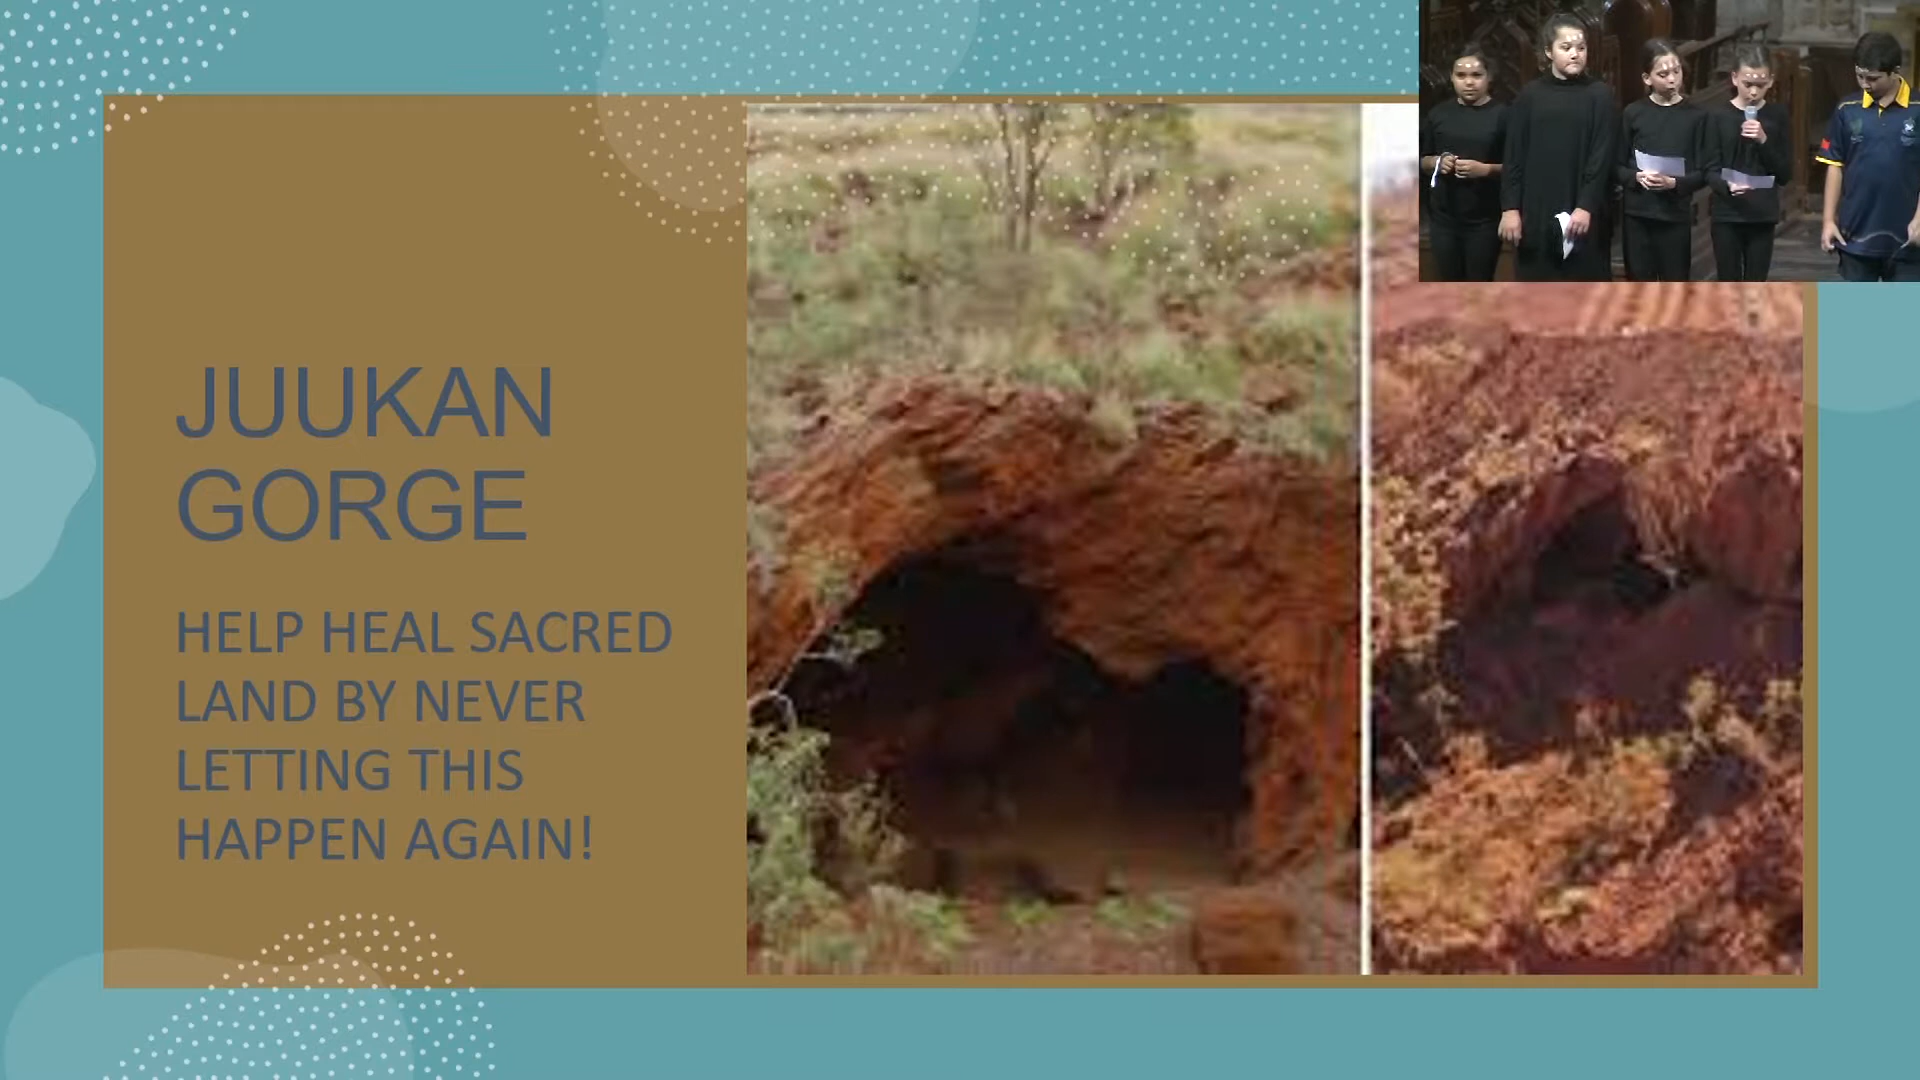 JUUKAN
GORGE
HELP HEAL SACRED
LAND BY NEVER
LETTING THIS
HAPPEN AGAIN!